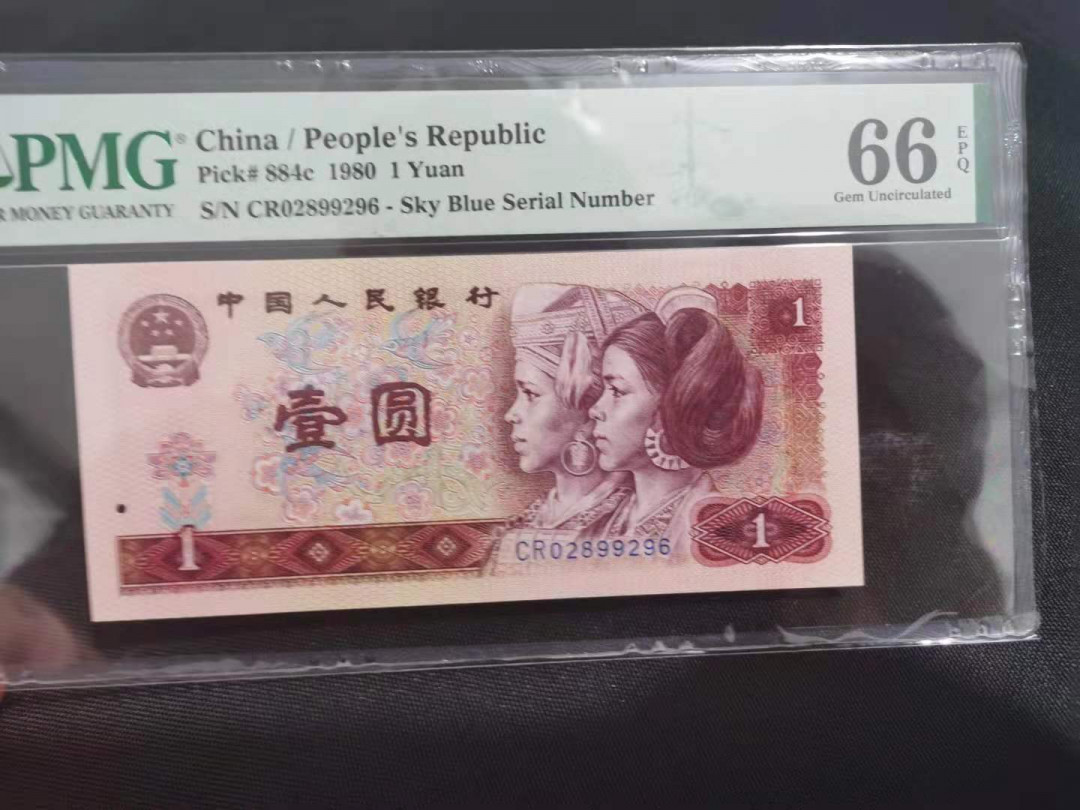 PMG
China / People's Republic
Pick# 884c 1980 1 Yuan
S/N CR02899296 - Sky Blue Serial Number
MONEY GUARANTY
66
EPQ
Gem Uncirculated
中国人民银行
1
壹圆
1
CR02899296
1